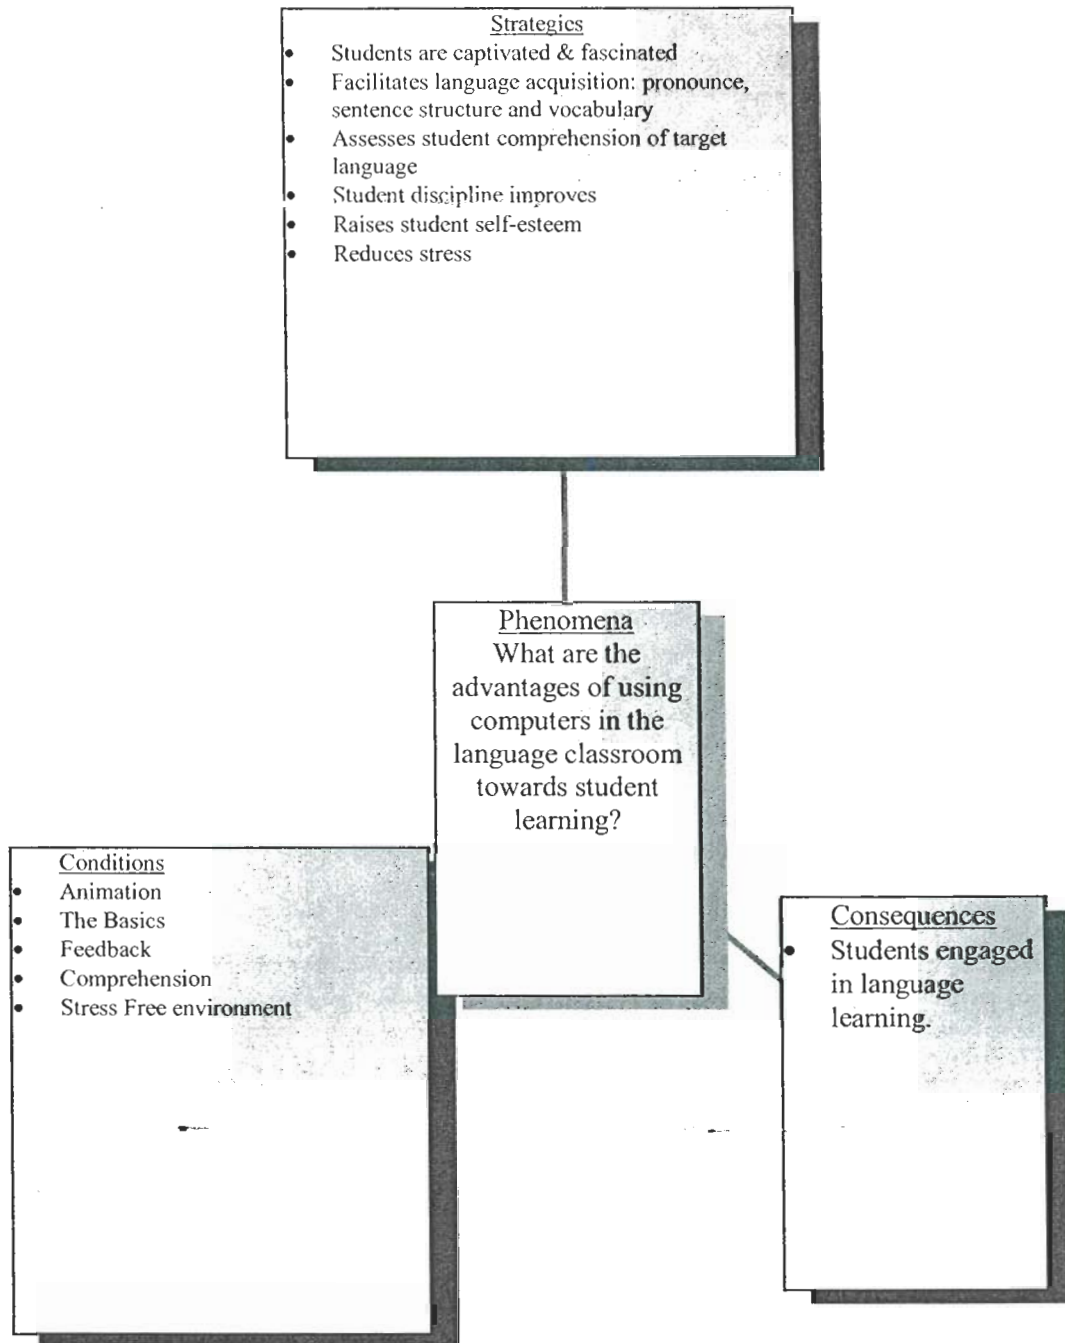 Strategies
• Students are captivated & fascinated
• Facilitates language acquisition: pronounce,
sentence structure and vocabulary
• Assesses student comprehension of target
language
• Student discipline improves
• Raises student self-esteem
• Reduces stress
Phenomena
What are the
advantages of using
computers in the
language classroom
towards student
learning?
Conditions
• Animation
• The Basics
• Feedback
• Comprehension
• Stress Free environment
Consequences
• Students engaged
in language
learning.